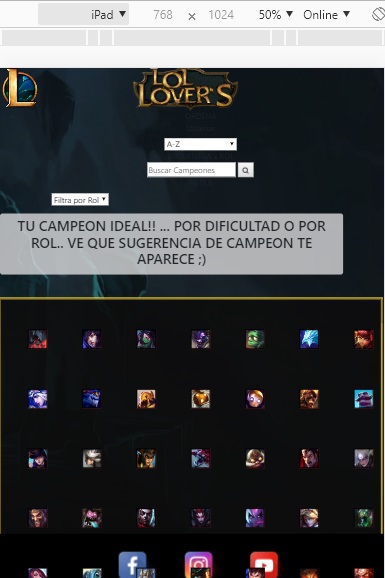 iPad ▼ 768 × 1024 50% ▼ Online ▼
LOL
LOVER'S
A-Z
Buscar Campeones
Filtra por Rol
TU CAMPEON IDEAL!! ... POR DIFICULTAD O POR
ROL.. VE QUE SUGERENCIA DE CAMPEON TE
APARECE ;)